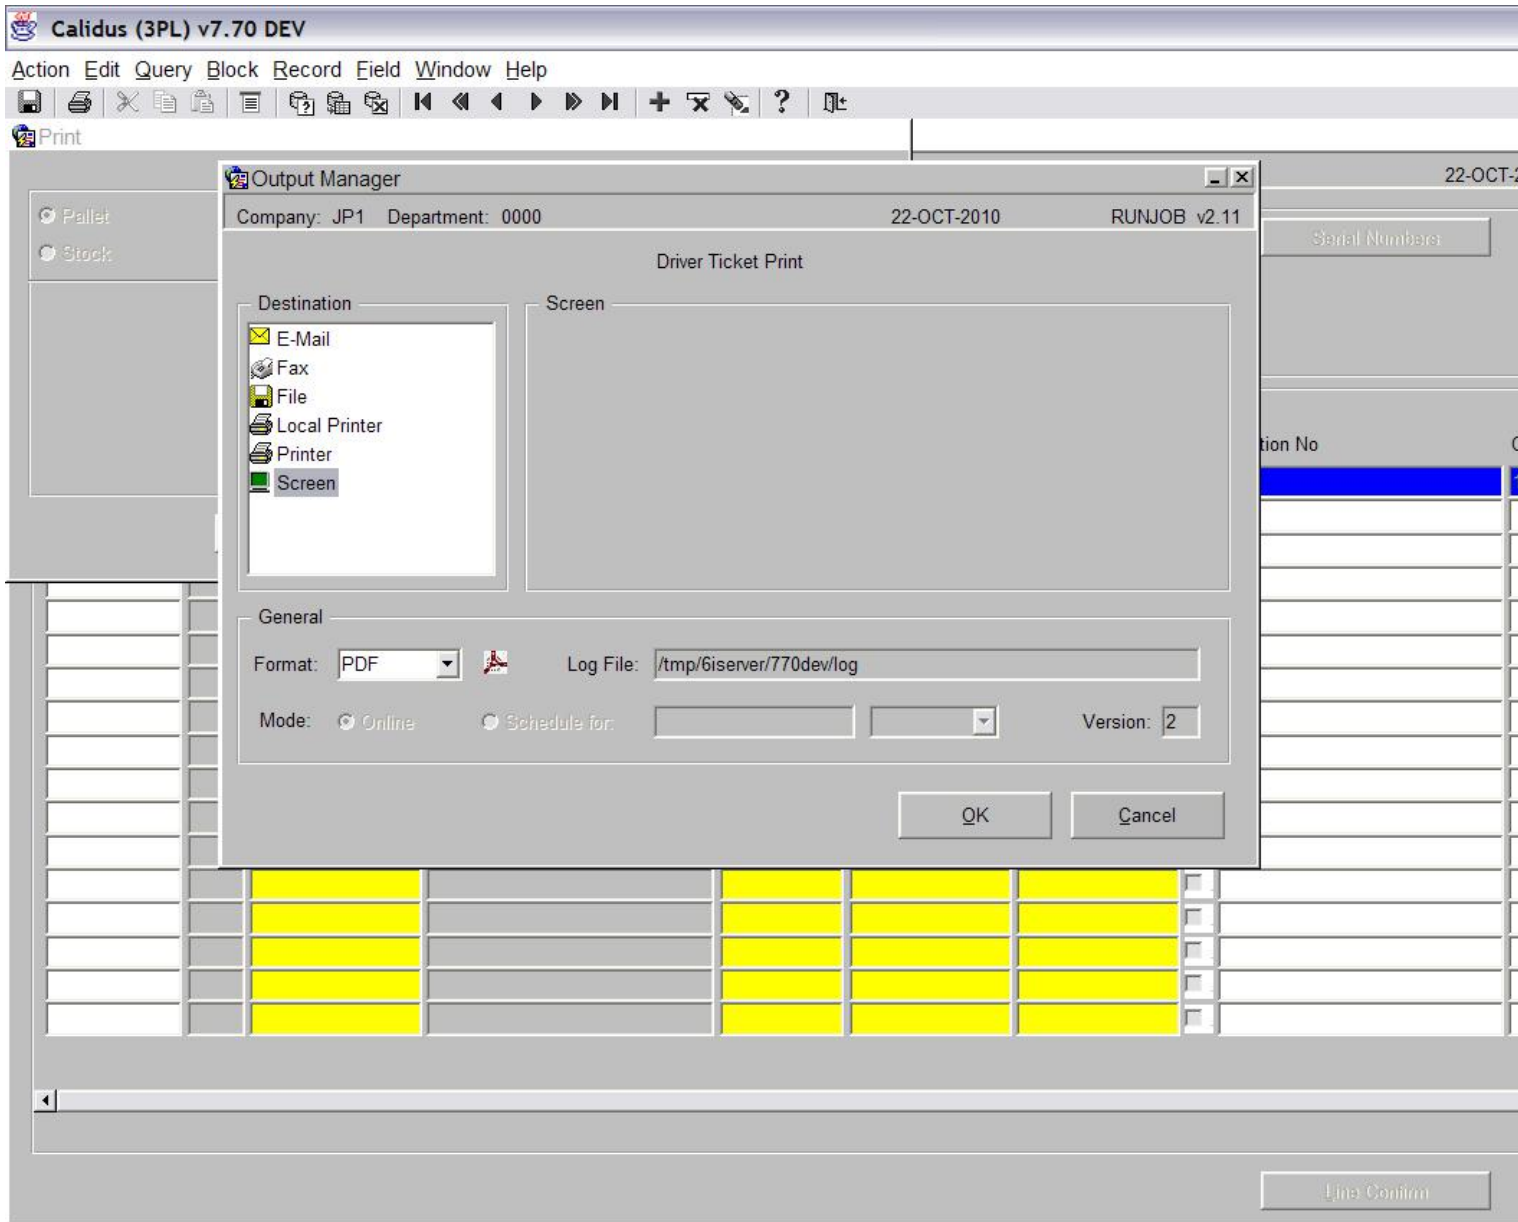 Calidus (3PL) v7.70 DEV
Action Edit Query Block Record Field Window Help
Print
22-OCT-2
Output Manager
Company: JP1 Department: 0000 22-OCT-2010 RUNJOB v2.11
Pallet
Stock
Serial Numbers
Driver Ticket Print
Destination
Screen
E-Mail
Fax
File
Local Printer
Printer
Screen
tion No
General
Format: PDF Log File: /tmp/6iserver/770dev/log
Mode: Online Schedule for: Version: 2
OK Cancel
Line Confirm